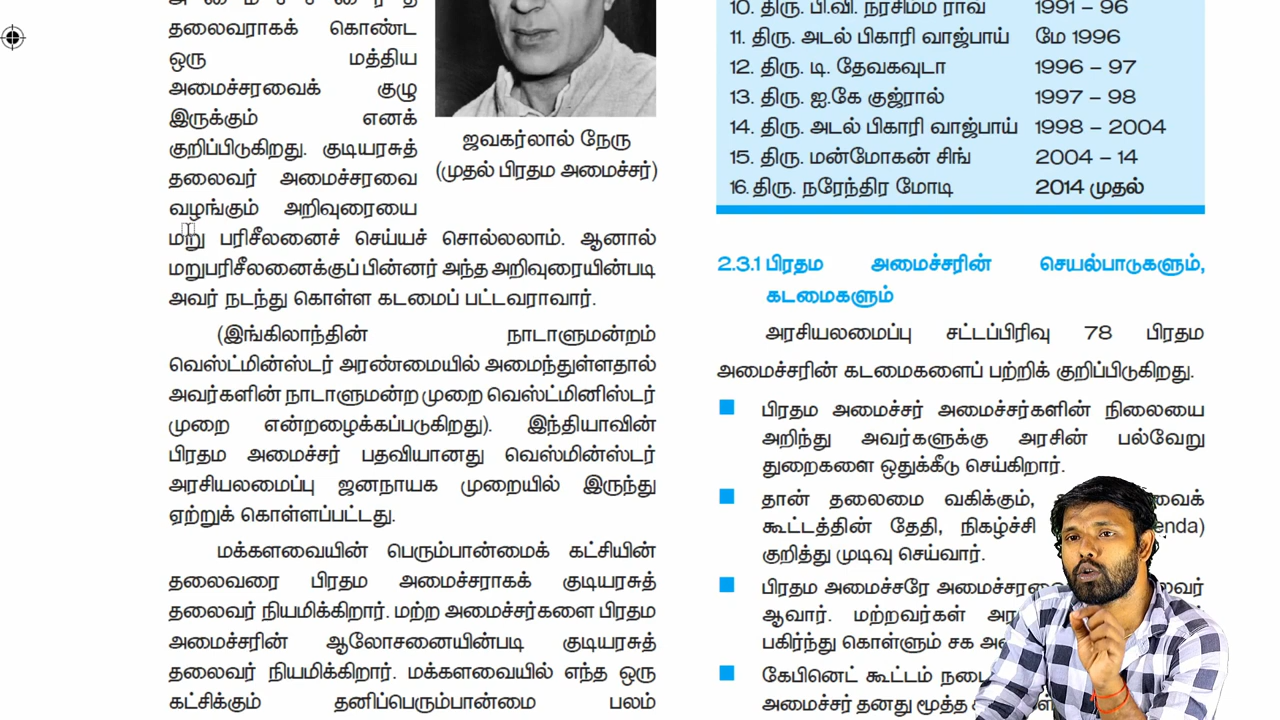 தலைவராகக் கொண்ட
ஒரு மத்திய
அமைச்சரவைக் குழு
இருக்கும் எனக்
குறிப்பிடுகிறது. குடியரசுத்
தலைவர் அமைச்சரவை
வழங்கும் அறிவுரையை
மறு பரிசீலனைச் செய்யச் சொல்லலாம். ஆனால்
மறுபரிசீலனைக்குப் பின்னர் அந்த அறிவுரையின்படி
அவர் நடந்து கொள்ள கடமைப் பட்டவராவார்.
ஜவகர்லால் நேரு
(முதல் பிரதம அமைச்சர்)
(இங்கிலாந்தின் நாடாளுமன்றம்
வெஸ்ட்மின்ஸ்டர் அரண்மையில் அமைந்துள்ளதால்
அவர்களின் நாடாளுமன்ற முறை வெஸ்ட்மினிஸ்டர்
முறை என்றழைக்கப்படுகிறது). இந்தியாவின்
பிரதம அமைச்சர் பதவியானது வெஸ்மின்ஸ்டர்
அரசியலமைப்பு ஜனநாயக முறையில் இருந்து
ஏற்றுக் கொள்ளப்பட்டது.
மக்களவையின் பெரும்பான்மைக் கட்சியின்
தலைவரை பிரதம அமைச்சராகக் குடியரசுத்
தலைவர் நியமிக்கிறார். மற்ற அமைச்சர்களை பிரதம
அமைச்சரின் ஆலோசனையின்படி குடியரசுத்
தலைவர் நியமிக்கிறார். மக்களவையில் எந்த ஒரு
கட்சிக்கும் தனிப்பெரும்பான்மை பலம்
10. திரு. பி.வி. நரசிம்ம ராவ் 1991 – 96
11. திரு. அடல் பிகாரி வாஜ்பாய் மே 1996
12. திரு. டி. தேவகவுடா 1996 – 97
13. திரு. ஐ.கே குஜ்ரால் 1997 – 98
14. திரு. அடல் பிகாரி வாஜ்பாய் 1998 – 2004
15. திரு. மன்மோகன் சிங் 2004 – 14
16. திரு. நரேந்திர மோடி 2014 முதல்
2.3.1 பிரதம அமைச்சரின் செயல்பாடுகளும்,
கடமைகளும்
அரசியலமைப்பு சட்டப்பிரிவு 78 பிரதம
அமைச்சரின் கடமைகளைப் பற்றிக் குறிப்பிடுகிறது.
பிரதம அமைச்சர் அமைச்சர்களின் நிலையை
அறிந்து அவர்களுக்கு அரசின் பல்வேறு
துறைகளை ஒதுக்கீடு செய்கிறார்.
தான் தலைமை வகிக்கும்,
கூட்டத்தின் தேதி, நிகழ்ச்சி
குறித்து முடிவு செய்வார்.
பிரதம அமைச்சரே
ஆவார். மற்றவர்கள்
பகிர்ந்து கொள்ளும் சக
கேபினெட் கூட்டம்
அமைச்சர் தனது மூத்த